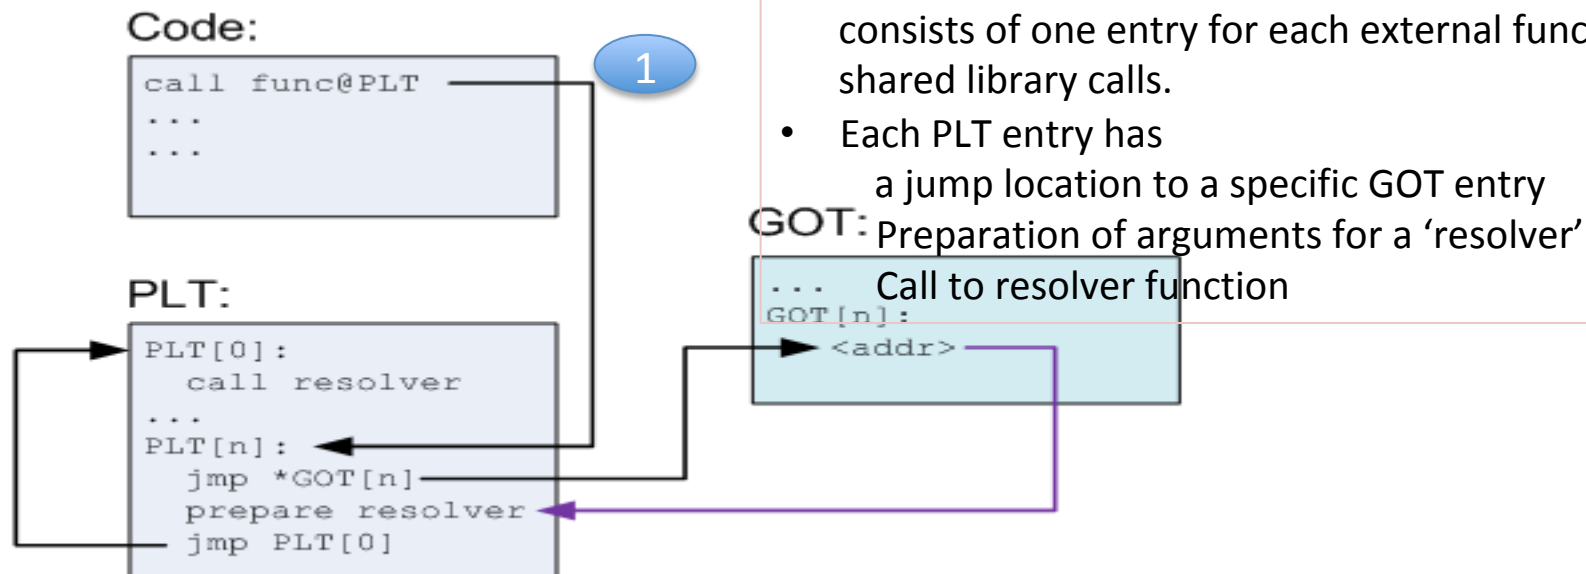 Code:
call func@PLT
...
...
1
PLT:
PLT[0]:
call resolver
...
PLT[n]:
jmp *GOT[n]
prepare resolver
jmp PLT[0]
consists of one entry for each external func
shared library calls.
• Each PLT entry has
a jump location to a specific GOT entry
Preparation of arguments for a ‘resolver’
Call to resolver function
GOT:
...
GOT[n]:
<addr>